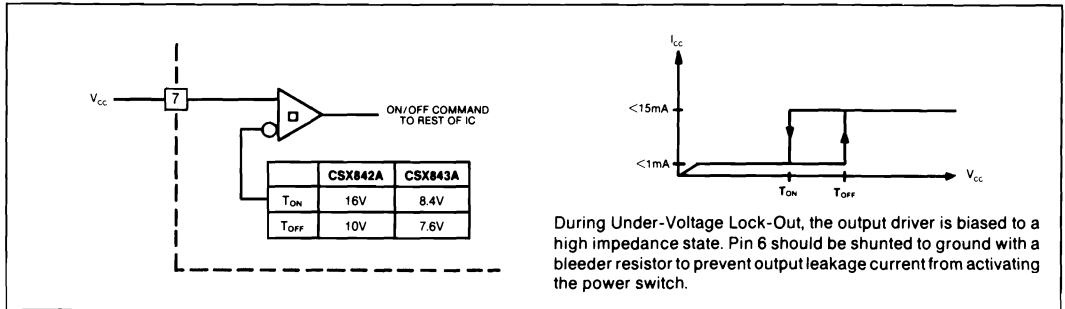 V_CC
7
ON/OFF COMMAND
TO REST OF IC
CSX842A CSX843A
T_ON 16V 8.4V
T_OFF 10V 7.6V
I_CC
<15mA
<1mA
T_ON T_OFF V_CC
During Under-Voltage Lock-Out, the output driver is biased to a
high impedance state. Pin 6 should be shunted to ground with a
bleeder resistor to prevent output leakage current from activating
the power switch.